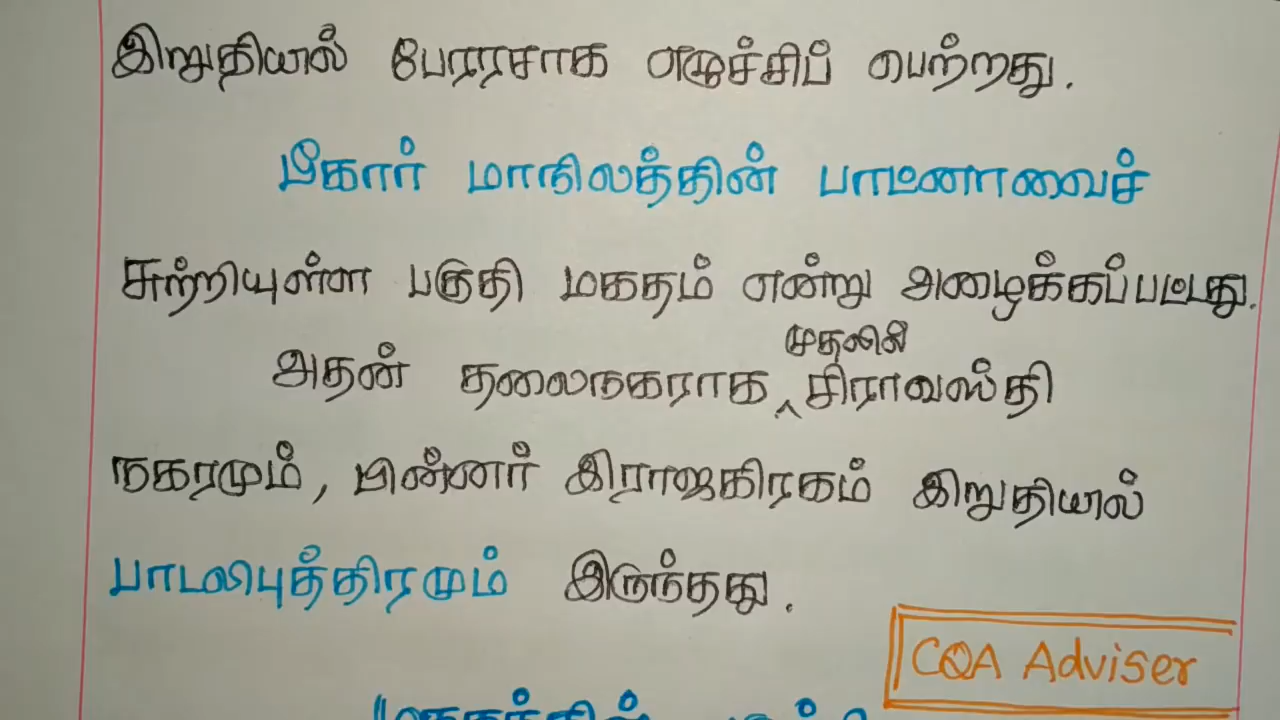 இறுதியில் பேரரசாக எழுச்சிப் பெற்றது.
பீகார் மாநிலத்தின் பாட்னாவைச்
சுற்றியுள்ள பகுதி மகதம் என்று அழைக்கப்பட்டது.
முதலில்
அதன் தலைநகராக ^ சிராவஸ்தி
நகரமும், பின்னர் இராஜகிரகம் இறுதியில்
பாடலிபுத்திரமும் இருந்தது.
CQA Adviser